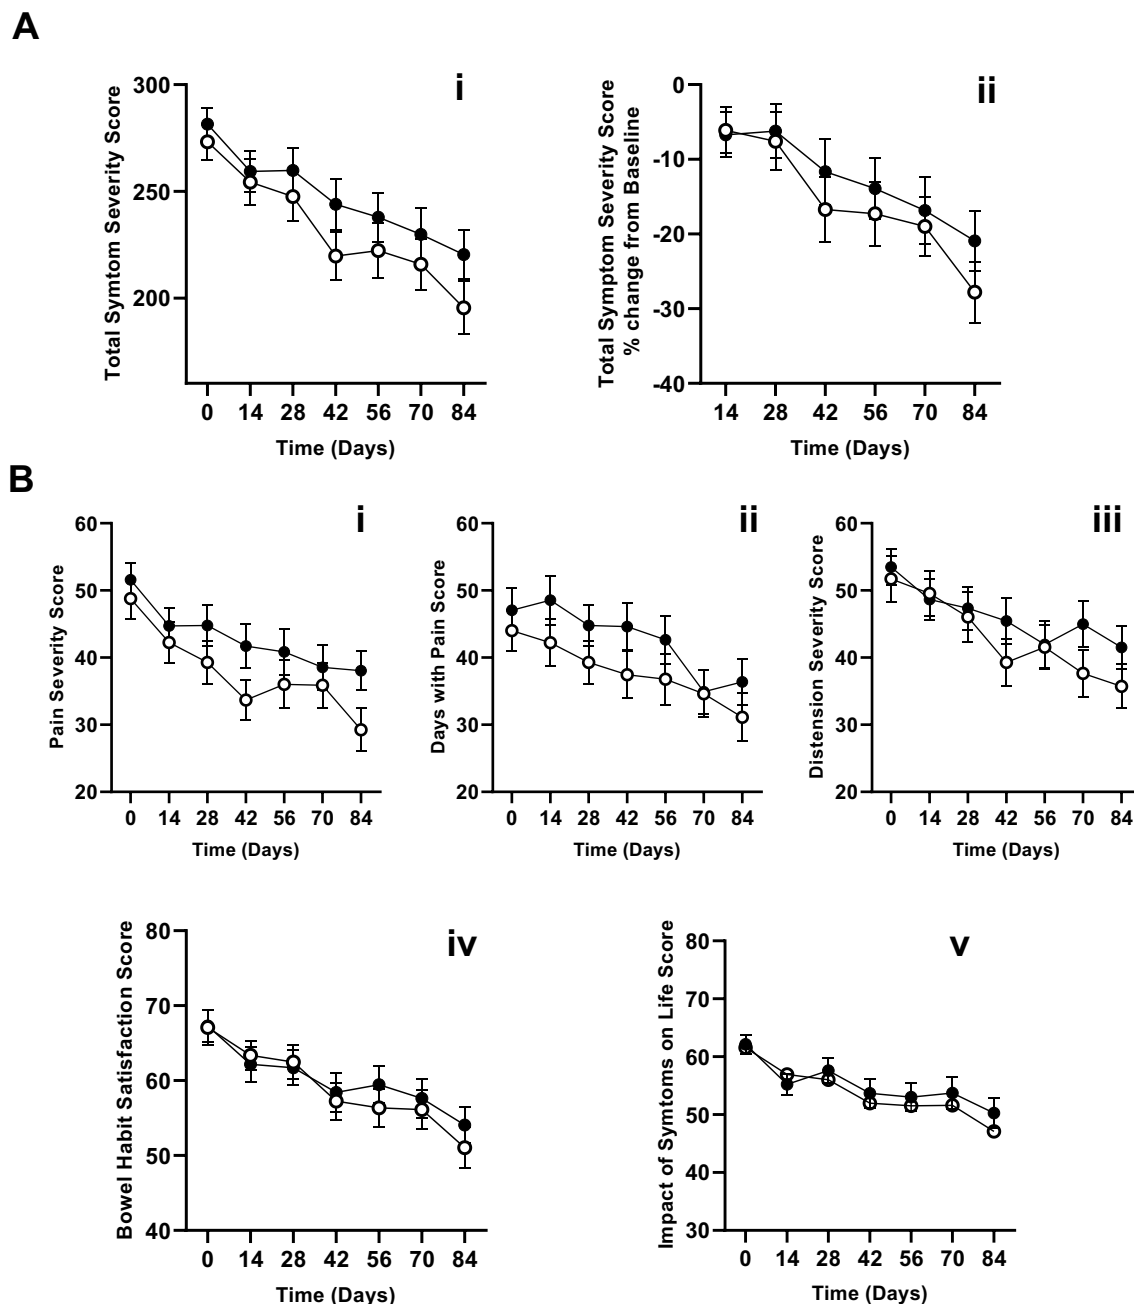 A
i
Total Symtom Severity Score
300
250
200
0 14 28 42 56 70 84
Time (Days)
ii
Total Symptom Severity Score
% change from Baseline
0
-10
-20
-30
-40
14 28 42 56 70 84
Time (Days)
B
i
Pain Severity Score
60
50
40
30
20
0 14 28 42 56 70 84
Time (Days)
ii
Days with Pain Score
60
50
40
30
20
0 14 28 42 56 70 84
Time (Days)
iii
Distension Severity Score
60
50
40
30
20
0 14 28 42 56 70 84
Time (Days)
iv
Bowel Habit Satisfaction Score
80
70
60
50
40
0 14 28 42 56 70 84
Time (Days)
v
Impact of Symtoms on Life Score
80
70
60
50
40
30
0 14 28 42 56 70 84
Time (Days)